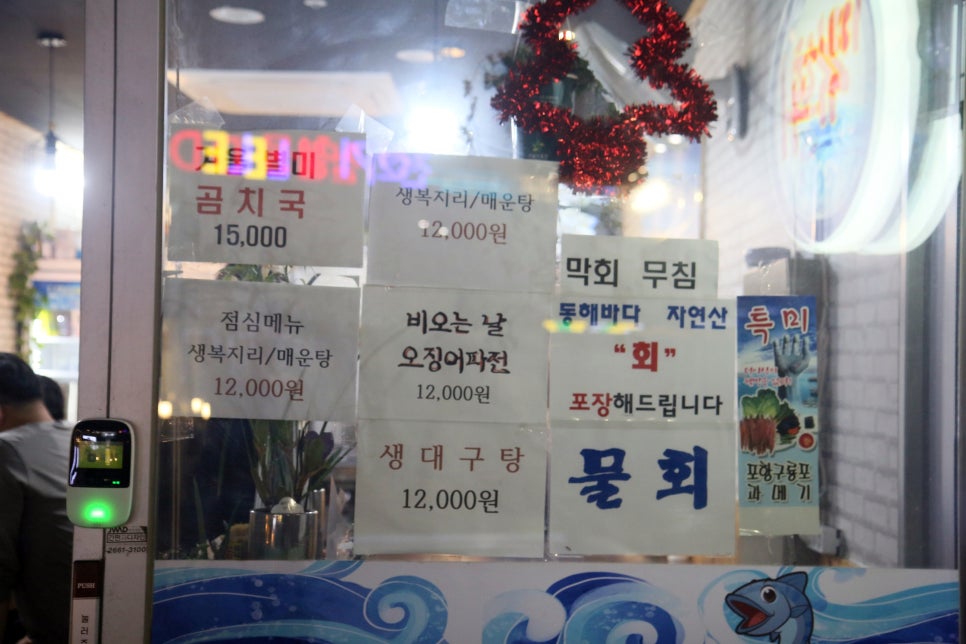 겨울별미
곰치국
15,000
생복지리/매운탕
12,000원
점심메뉴
생복지리/매운탕
12,000원
비오는 날
오징어파전
12,000원
생대구탕
12,000원
막회 무침
동해바다 자연산
“회”
포장해드립니다
물회
특미
포항구룡포
과메기
2661-3100
PUSH